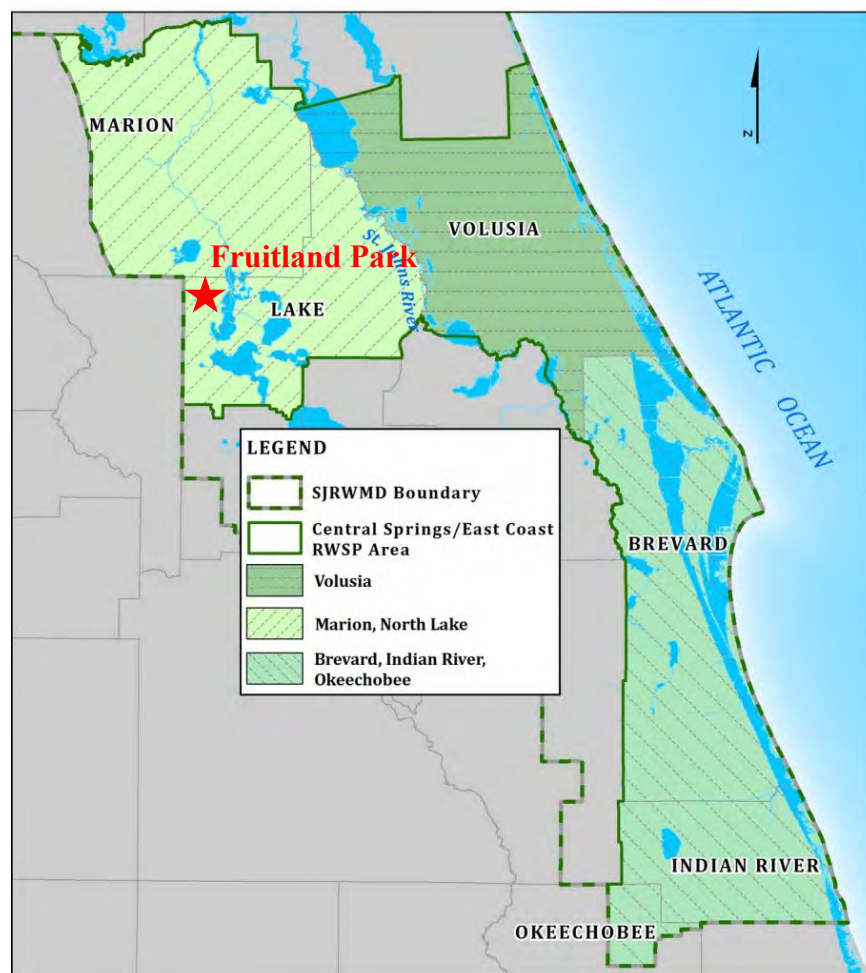 MARION
VOLUSIA
Fruitland Park
St. Johns River
LAKE
ATLANTIC OCEAN
N
LEGEND
SJRWMD Boundary
Central Springs/East Coast
RWSP Area
Volusia
Marion, North Lake
Brevard, Indian River,
Okeechobee
BREVARD
INDIAN RIVER
OKEECHOBEE